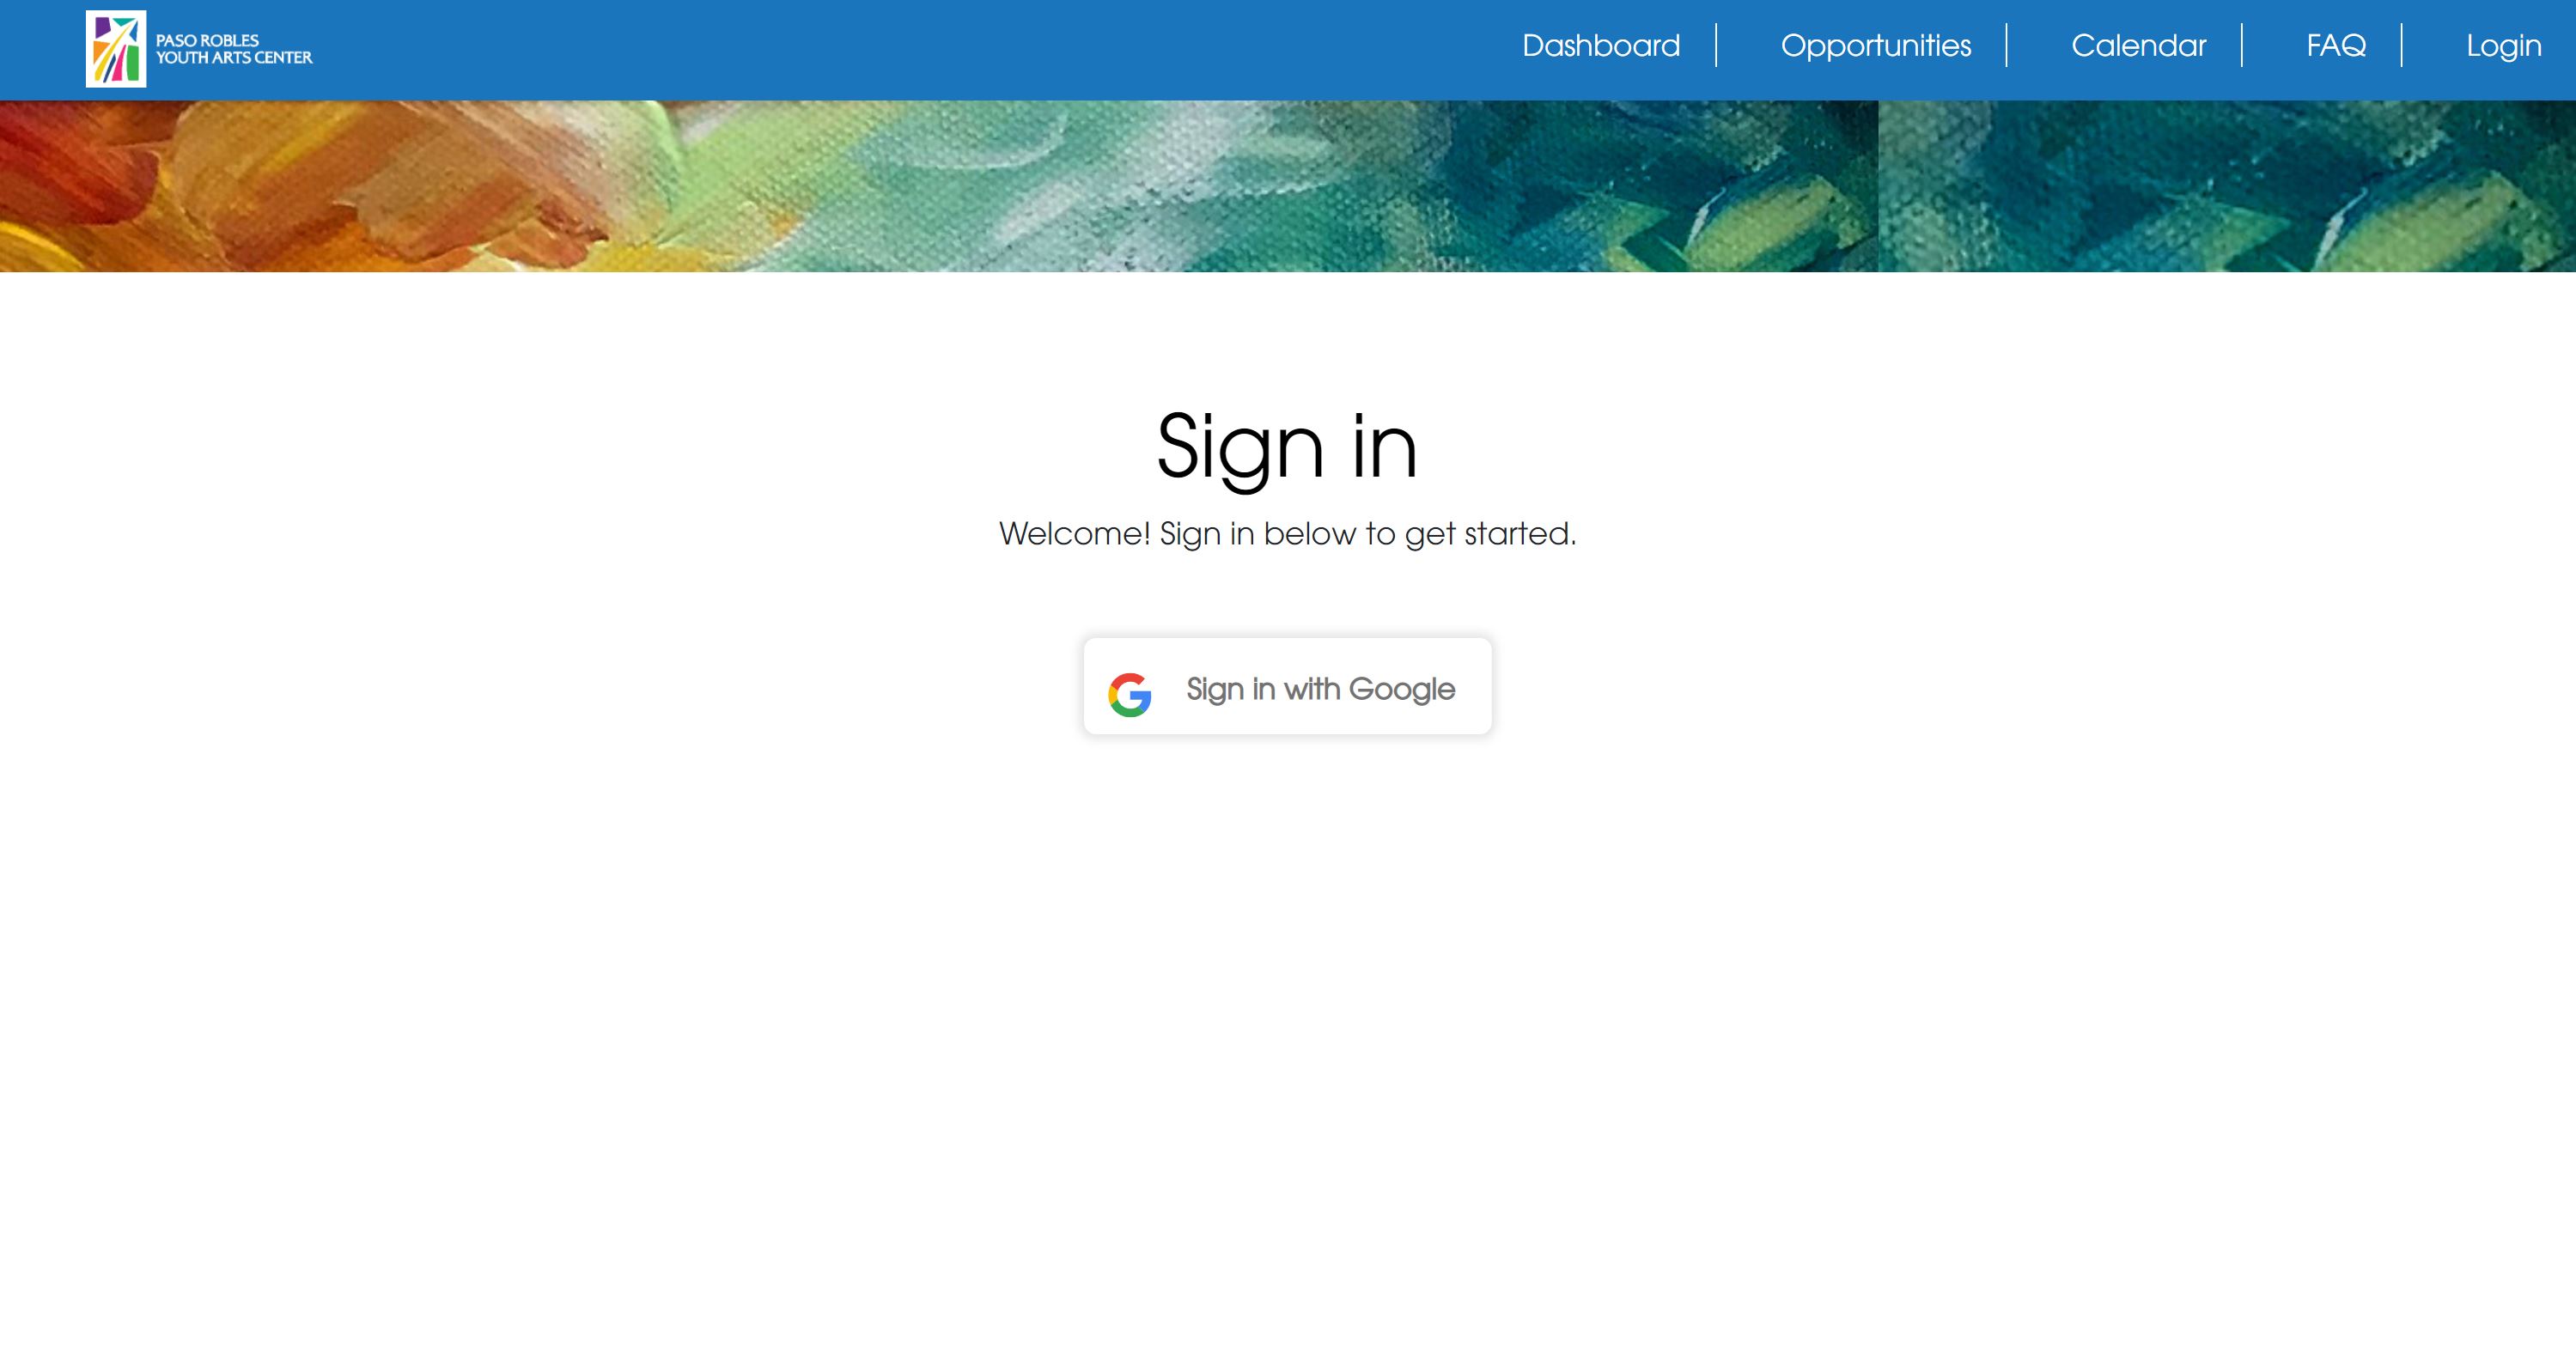 PASO ROBLES
YOUTH ARTS CENTER
Dashboard
Opportunities
Calendar
FAQ
Login
Sign in
Welcome! Sign in below to get started.
Sign in with Google